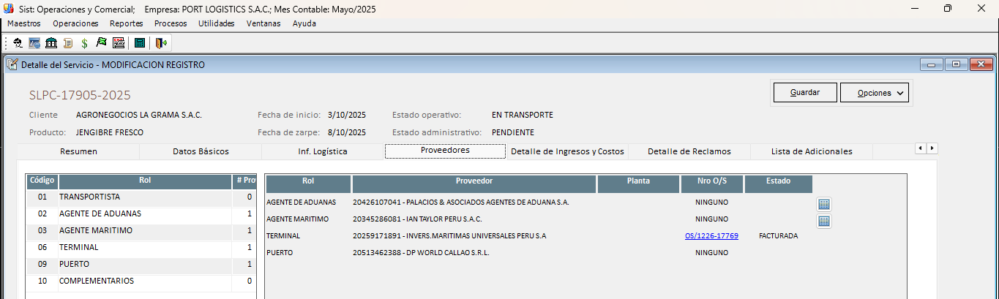 Sist: Operaciones y Comercial; Empresa: PORT LOGISTICS S.A.C.; Mes Contable: Mayo/2025
Maestros Operaciones Reportes Procesos Utilidades Ventanas Ayuda
Detalle del Servicio - MODIFICACION REGISTRO
SLPC-17905-2025
Guardar Opciones
Cliente AGRONEGOCIOS LA GRAMA S.A.C. Fecha de inicio: 3/10/2025 Estado operativo: EN TRANSPORTE
Producto: JENGIBRE FRESCO Fecha de zarpe: 8/10/2025 Estado administrativo: PENDIENTE
Resumen Datos Básicos Inf. Logística Proveedores Detalle de Ingresos y Costos Detalle de Reclamos Lista de Adicionales
Código Rol # Pro
01 TRANSPORTISTA 0
02 AGENTE DE ADUANAS 1
03 AGENTE MARITIMO 1
06 TERMINAL 1
09 PUERTO 1
10 COMPLEMENTARIOS 0
Rol Proveedor Planta Nro O/S Estado
AGENTE DE ADUANAS 20426107041 - PALACIOS & ASOCIADOS AGENTES DE ADUANA S.A. NINGUNO
AGENTE MARITIMO 20345286081 - IAN TAYLOR PERU S.A.C. NINGUNO
TERMINAL 20259171891 - INVERS.MARITIMAS UNIVERSALES PERU S.A OS/1226-17769 FACTURADA
PUERTO 20513462388 - DP WORLD CALLAO S.R.L. NINGUNO